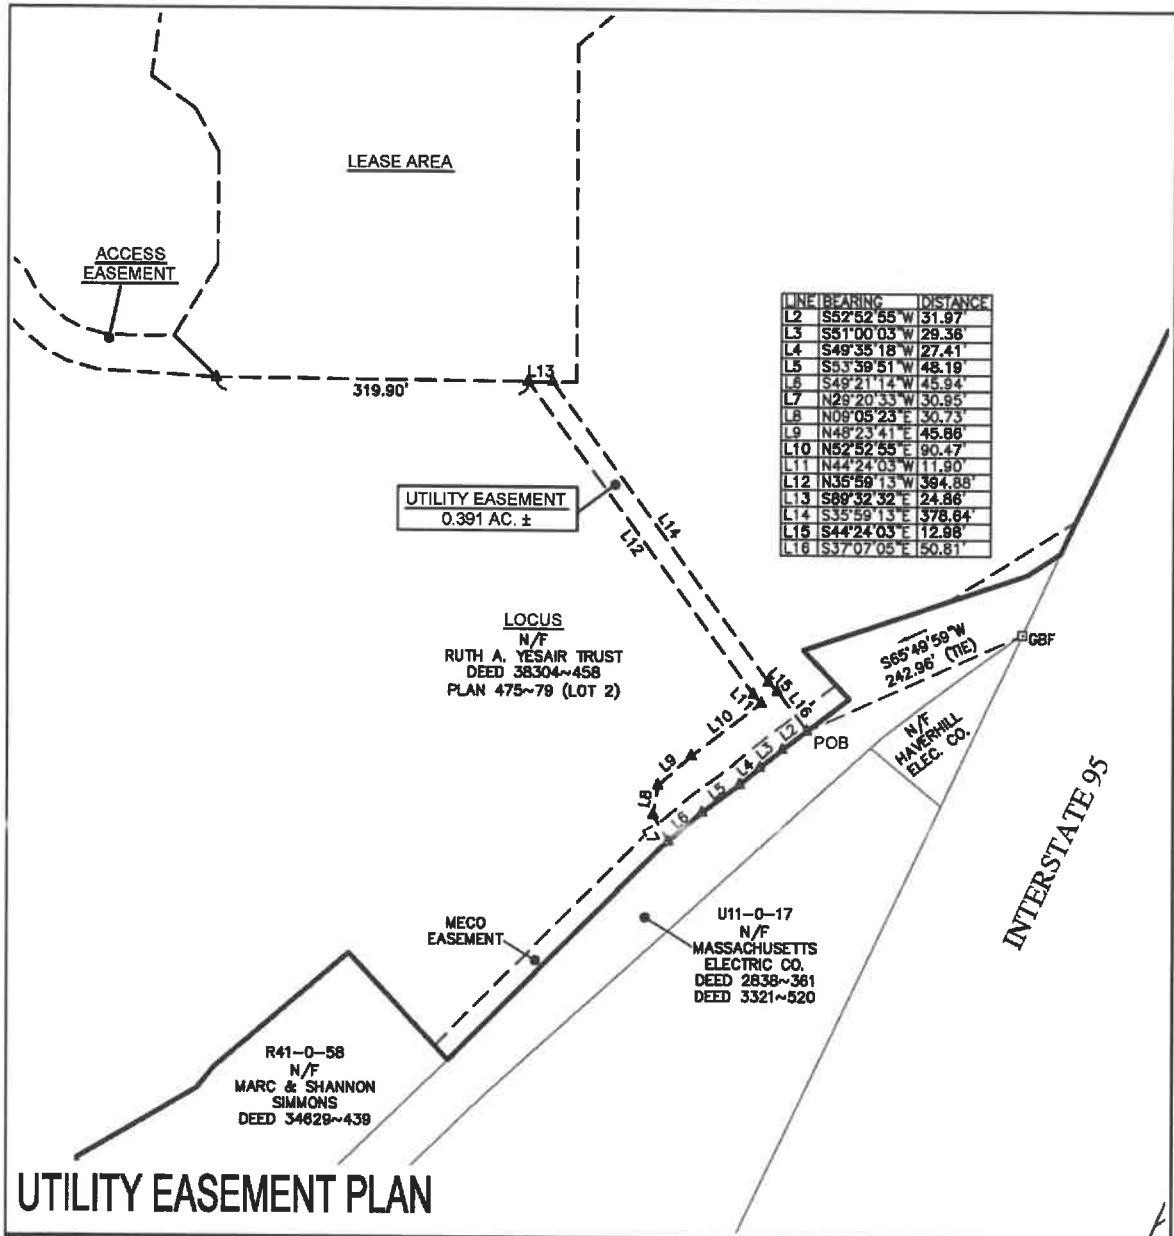 LEASE AREA
ACCESS
EASEMENT
L13
319.90'
LINE BEARING DISTANCE
L2 S52°52'55"W 31.97'
L3 S51°00'03"W 29.36'
L4 S49°35'18"W 27.41'
L5 S53°39'51"W 48.19'
L6 S49°21'14"W 45.94'
L7 N29°20'33"W 30.95'
L8 N09°05'23"E 30.73'
L9 N48°23'41"E 45.86'
L10 N52°52'55"E 90.47'
L11 N44°24'03"W 11.90'
L12 N35°59'13"W 394.88'
L13 S89°32'32"E 24.86'
L14 S35°59'13"E 378.64'
L15 S44°24'03"E 12.98'
L16 S37°07'05"E 50.81'
UTILITY EASEMENT
0.391 AC. ±
L14
L12
LOCUS
N/F
RUTH A. YESAIR TRUST
DEED 38304~458
PLAN 475~79 (LOT 2)
S65°49'59"W
242.96' (TIE)
GBF
L15
L11
L16
L10
L2
POB
N/F
HAVERHILL
ELEC. CO.
L9
L3
L4
L8
L5
L6
L7
INTERSTATE 95
MECO
EASEMENT
U11-0-17
N/F
MASSACHUSETTS
ELECTRIC CO.
DEED 2838~361
DEED 3321~520
R41-0-58
N/F
MARC & SHANNON
SIMMONS
DEED 34629~439
UTILITY EASEMENT PLAN